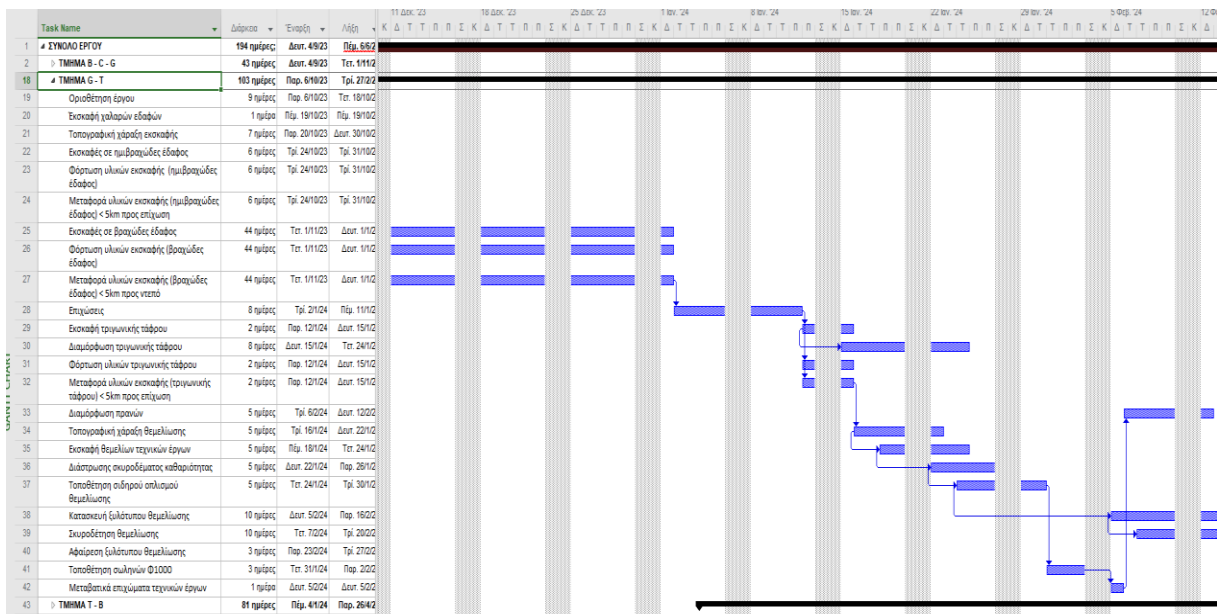 11 Δεκ. '23 18 Δεκ. '23 25 Δεκ. '23 1 Ιαν. '24 8 Ιαν. '24 15 Ιαν. '24 22 Ιαν. '24 29 Ιαν. '24 5 Φεβ. '24
Task Name Διάρκεια Έναρξη Λήξη Κ Δ Τ Τ Π Π Σ Κ Δ Τ Τ Π Π Σ Κ Δ Τ Τ Π Π Σ Κ Δ Τ Τ Π Π Σ Κ Δ Τ Τ Π Π Σ Κ Δ Τ Τ Π Π Σ Κ Δ Τ Τ Π Π Σ Κ Δ Τ Τ Π Π Σ Κ Δ Τ Τ Π Π Σ Κ Δ
1 ΣΥΝΟΛΟ ΕΡΓΟΥ 194 ημέρες Δευτ. 4/9/23 Πέμ. 6/6/2
2 ΤΜΗΜΑ B - C - G 43 ημέρες Δευτ. 4/9/23 Τετ. 1/11/2
18 ΤΜΗΜΑ G - T 103 ημέρες Παρ. 6/10/23 Τρί. 27/2/2
19 Οριοθέτηση έργου 9 ημέρες Παρ. 6/10/23 Τετ. 18/10/2
20 Έκσκαφή χαλαρών εδαφών 1 ημέρα Πέμ. 19/10/23 Πέμ. 19/10/2
21 Τοπογραφική χάραξη εκσκαφής 7 ημέρες Παρ. 20/10/23 Δευτ. 30/10/2
22 Εκσκαφές σε ημιβραχώδες έδαφος 6 ημέρες Τρί. 24/10/23 Τρί. 31/10/2
23 Φόρτωση υλικών εκσκαφής (ημιβραχώδες 6 ημέρες Τρί. 24/10/23 Τρί. 31/10/2
έδαφος)
24 Μεταφορά υλικών εκσκαφής (ημιβραχώδες 6 ημέρες Τρί. 24/10/23 Τρί. 31/10/2
έδαφος) < 5km προς επίχωση
25 Εκσκαφές σε βραχώδες έδαφος 44 ημέρες Τετ. 1/11/23 Δευτ. 1/1/2
26 Φόρτωση υλικών εκσκαφής (βραχώδες 44 ημέρες Τετ. 1/11/23 Δευτ. 1/1/2
έδαφος)
27 Μεταφορά υλικών εκσκαφής (βραχώδες 44 ημέρες Τετ. 1/11/23 Δευτ. 1/1/2
έδαφος) < 5km προς ντεπό
28 Επιχώσεις 8 ημέρες Τρί. 2/1/24 Πέμ. 11/1/2
29 Εκσκαφή τριγωνικής τάφρου 2 ημέρες Παρ. 12/1/24 Δευτ. 15/1/2
30 Διαμόρφωση τριγωνικής τάφρου 8 ημέρες Δευτ. 15/1/24 Τετ. 24/1/2
31 Φόρτωση υλικών τριγωνικής τάφρου 2 ημέρες Παρ. 12/1/24 Δευτ. 15/1/2
32 Μεταφορά υλικών εκσκαφής (τριγωνικής 2 ημέρες Παρ. 12/1/24 Δευτ. 15/1/2
τάφρου) < 5km προς επίχωση
33 Διαμόρφωση πρανών 5 ημέρες Τρί. 6/2/24 Δευτ. 12/2/2
34 Τοπογραφική χάραξη θεμελίωσης 5 ημέρες Τρί. 16/1/24 Δευτ. 22/1/2
35 Εκσκαφή θεμελίων τεχνικών έργων 5 ημέρες Πέμ. 18/1/24 Τετ. 24/1/2
36 Διάστρωσης σκυροδέματος καθαριότητας 5 ημέρες Δευτ. 22/1/24 Παρ. 26/1/2
37 Τοποθέτηση σιδηρού οπλισμού 5 ημέρες Τετ. 24/1/24 Τρί. 30/1/2
θεμελίωσης
38 Κατασκευή ξυλότυπου θεμελίωσης 10 ημέρες Δευτ. 5/2/24 Παρ. 16/2/2
39 Σκυροδέτηση θεμελίωσης 10 ημέρες Τετ. 7/2/24 Τρί. 20/2/2
40 Αφαίρεση ξυλότυπου θεμελίωσης 3 ημέρες Παρ. 23/2/24 Τρί. 27/2/2
41 Τοποθέτηση σωληνών Φ1000 3 ημέρες Τετ. 31/1/24 Παρ. 2/2/2
42 Μεταβατικά επιχώματα τεχνικών έργων 1 ημέρα Δευτ. 5/2/24 Δευτ. 5/2/2
43 ΤΜΗΜΑ T - B 81 ημέρες Πέμ. 4/1/24 Παρ. 26/4/2